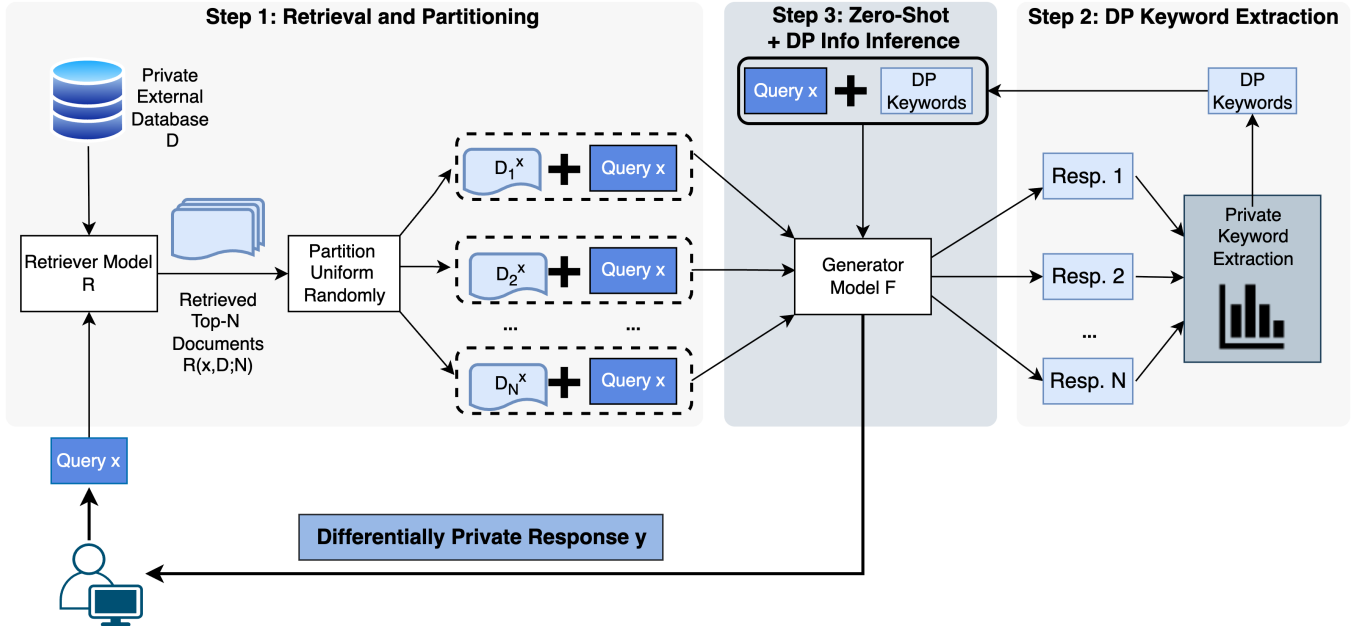 Step 1: Retrieval and Partitioning
Private
External
Database
D
Retriever Model
R
Retrieved
Top-N
Documents
R(x,D;N)
Partition
Uniform
Randomly
D1x
Query x
D2x
Query x
...
...
DNx
Query x
Query x
Step 3: Zero-Shot
+ DP Info Inference
Query x
DP
Keywords
Generator
Model F
Step 2: DP Keyword Extraction
DP
Keywords
Resp. 1
Resp. 2
...
Resp. N
Private
Keyword
Extraction
Differentially Private Response y